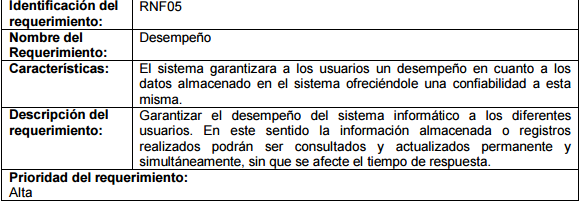 Identificación del requerimiento: RNF05
Nombre del Requerimiento: Desempeño
Características: El sistema garantizara a los usuarios un desempeño en cuanto a los
datos almacenado en el sistema ofreciéndole una confiabilidad a esta
misma.
Descripción del requerimiento: Garantizar el desempeño del sistema informático a los diferentes
usuarios. En este sentido la información almacenada o registros
realizados podrán ser consultados y actualizados permanente y
simultáneamente, sin que se afecte el tiempo de respuesta.
Prioridad del requerimiento:
Alta